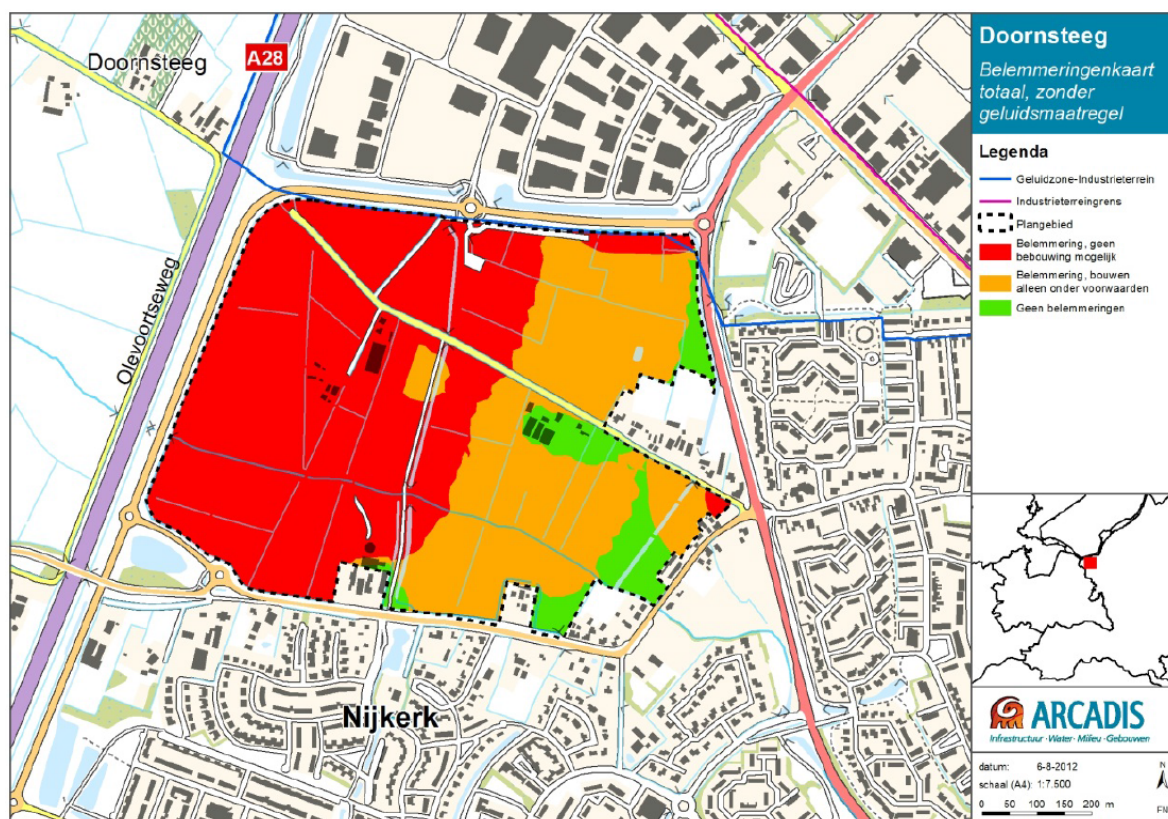 Doornsteeg
A28
Olevoortseweg
Nijkerk
Doornsteeg
Belemmeringenkaart
totaal, zonder
geluidsmaatregel
Legenda
Geluidzone-Industrieterrein
Industrieterreingrens
Plangebied
Belemmering, geen
bebouwing mogelijk
Belemmering, bouwen
alleen onder voorwaarden
Geen belemmeringen
ARCADIS
Infrastructuur · Water · Milieu · Gebouwen
datum: 6-8-2012
schaal (A4): 1:7.500
0 50 100 150 200 m
N
FN